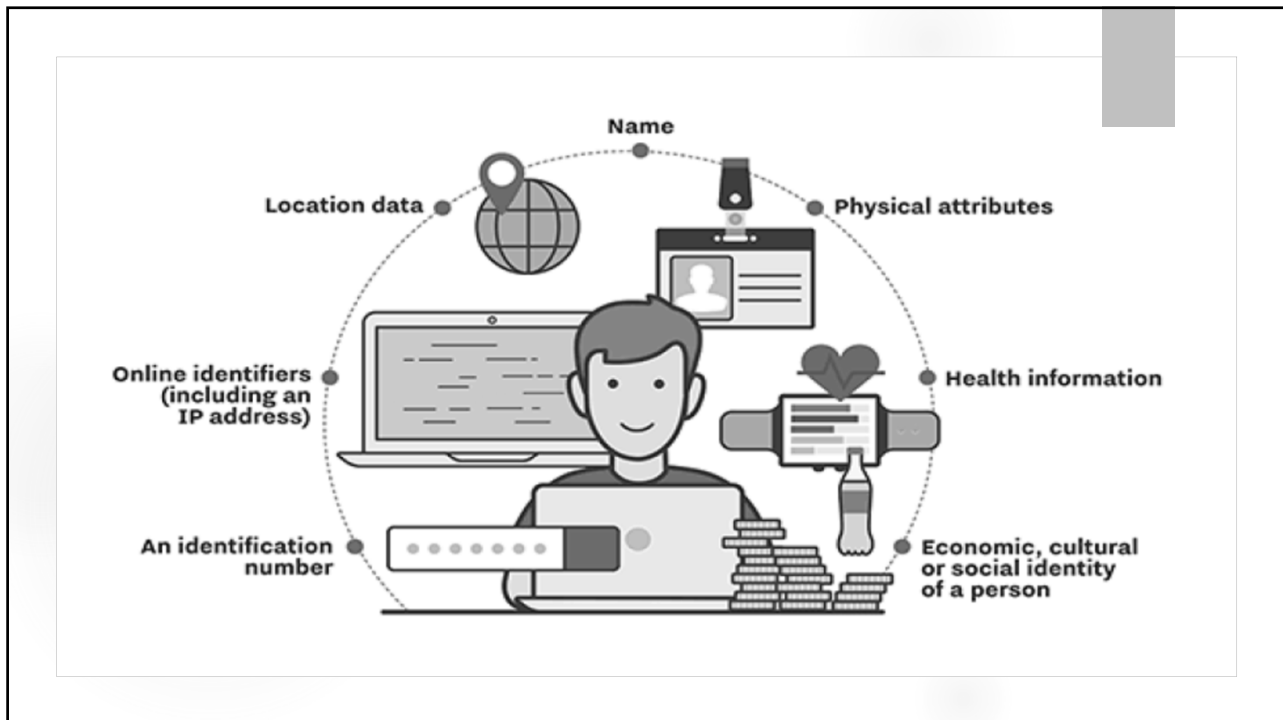 Name
Location data
Physical attributes
Online identifiers
(including an
IP address)
Health information
An identification
number
Economic, cultural
or social identity
of a person